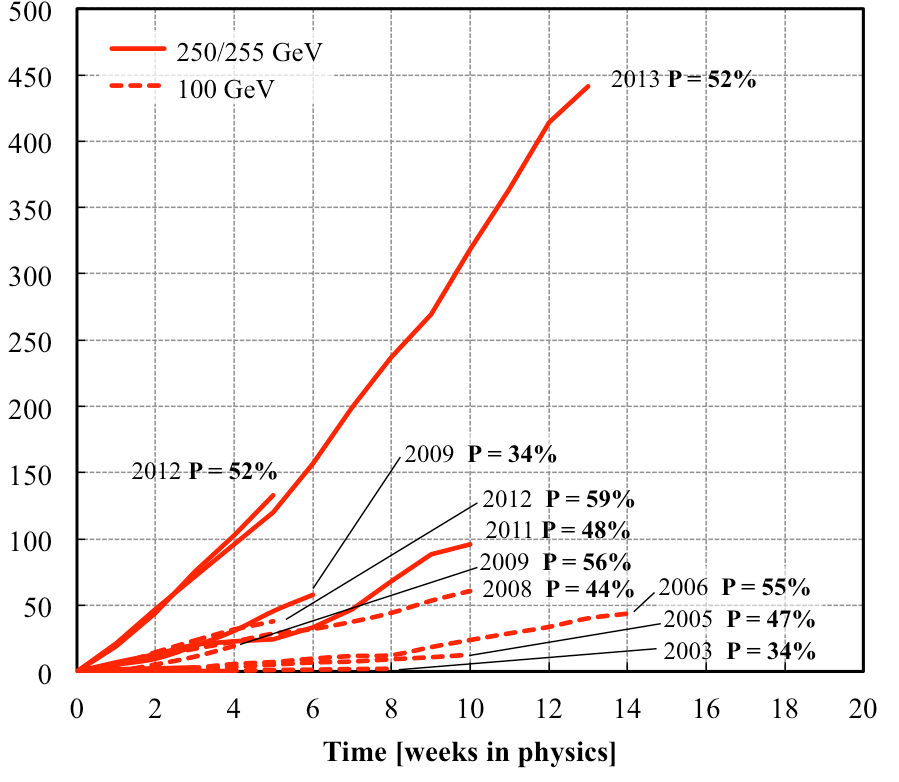 500
250/255 GeV
100 GeV
450
2013 P = 52%
400
350
300
250
200
150
2012 P = 52%
2009 P = 34%
2012 P = 59%
100
2011 P = 48%
2009 P = 56%
2008 P = 44%
2006 P = 55%
50
2005 P = 47%
2003 P = 34%
0
0 2 4 6 8 10 12 14 16 18 20
Time [weeks in physics]